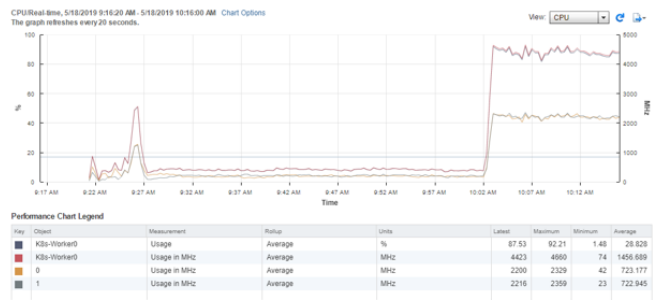 CPU/Real-time, 5/18/2019 9:16:20 AM - 5/18/2019 10:16:00 AM Chart Options
View: CPU
The graph refreshes every 20 seconds.
100 5000
80 4000
60 3000
% MHz
40 2000
20 1000
0 0
9:17 AM 9:22 AM 9:27 AM 9:32 AM 9:37 AM 9:42 AM 9:47 AM 9:52 AM 9:57 AM 10:02 AM 10:07 AM 10:12 AM
Time
Performance Chart Legend
Key Object Measurement Rollup Units Latest Maximum Minimum Average
K8s-Worker0 Usage Average % 87.53 92.21 1.48 28.828
K8s-Worker0 Usage in MHz Average MHz 4423 4660 74 1456.689
0 Usage in MHz Average MHz 2200 2329 42 723.177
1 Usage in MHz Average MHz 2216 2359 23 722.945